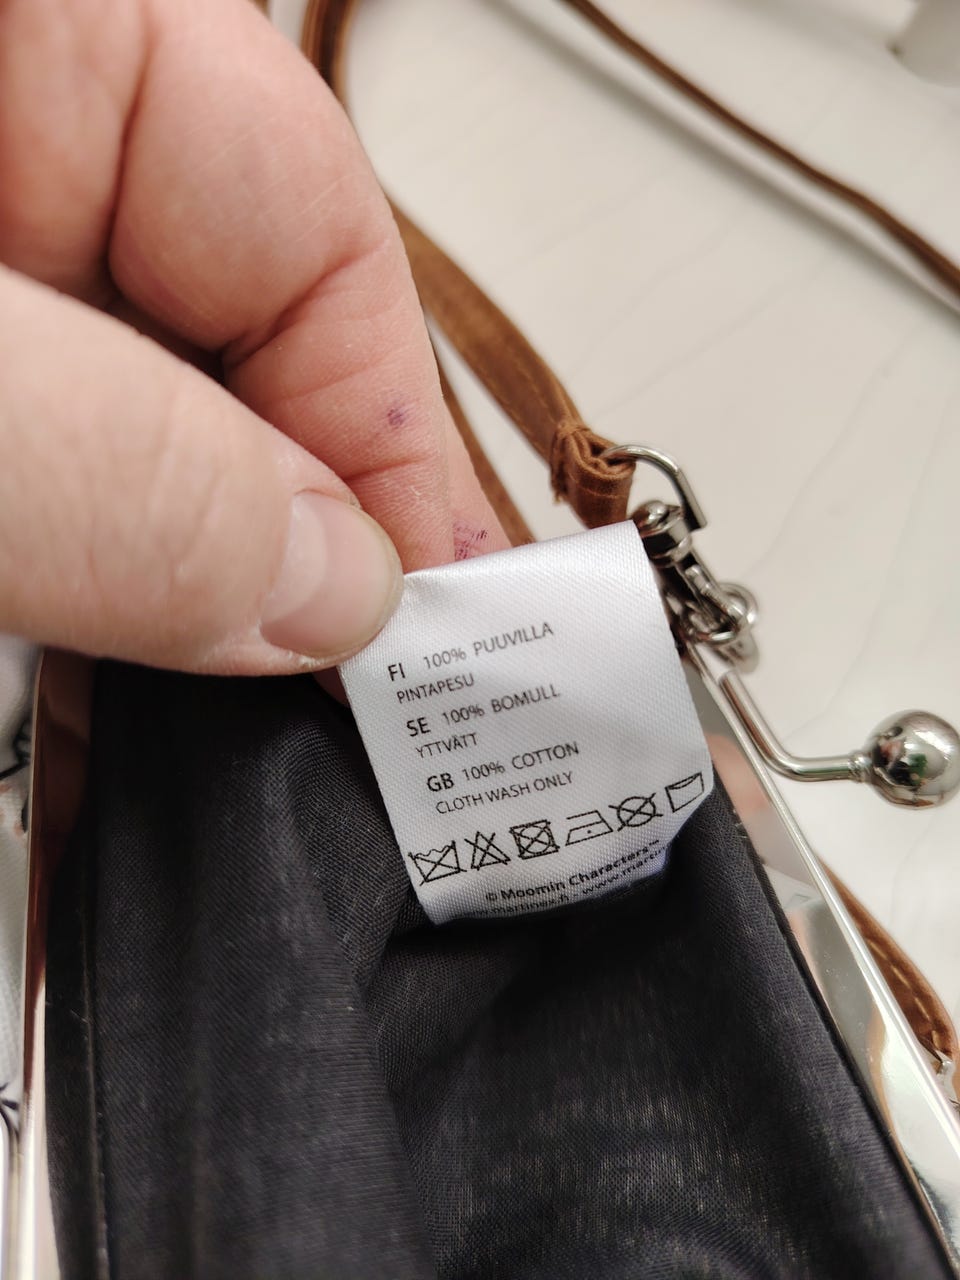 FI 100% PUUVILLA
PINTAPESU
SE 100% BOMULL
YTTVÄTT
GB 100% COTTON
CLOTH WASH ONLY
© Moomin Characters™